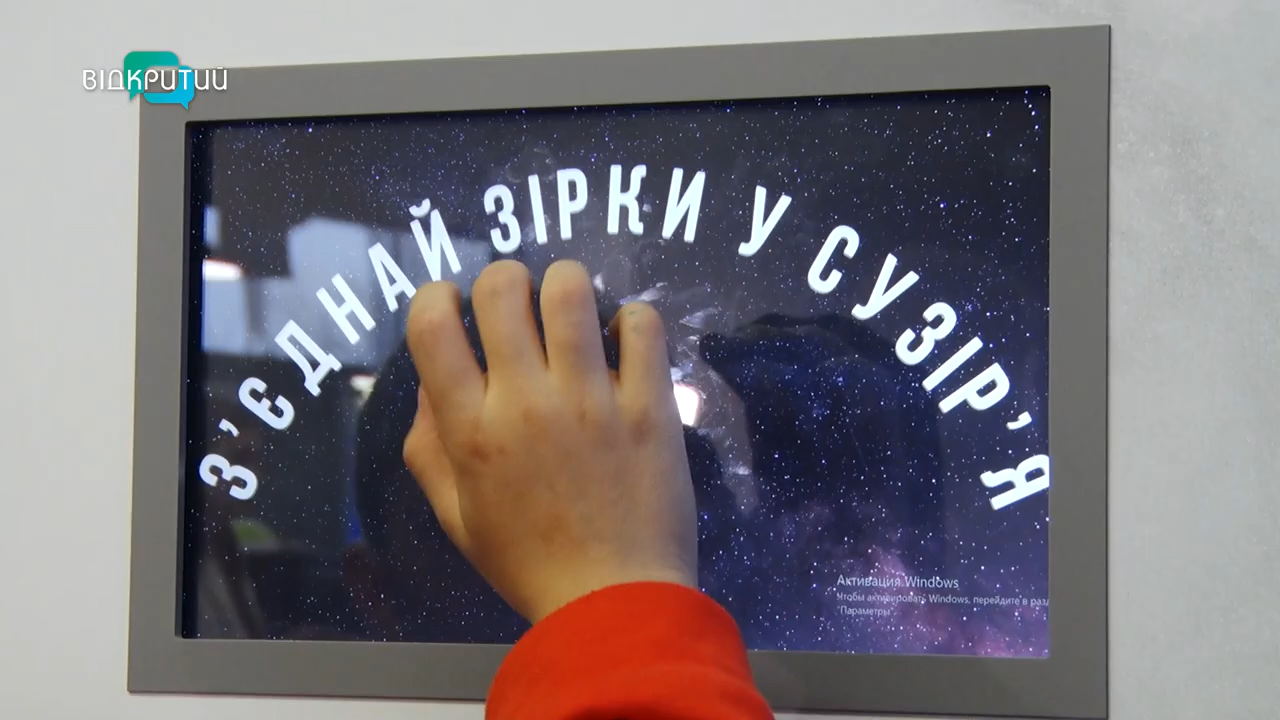 ВІДКРИТИЙ
З'ЄДНАЙ ЗІРКИ У СУЗІР'Я
Активация Windows
Чтобы активировать Windows, перейдите в раз
"Параметры".